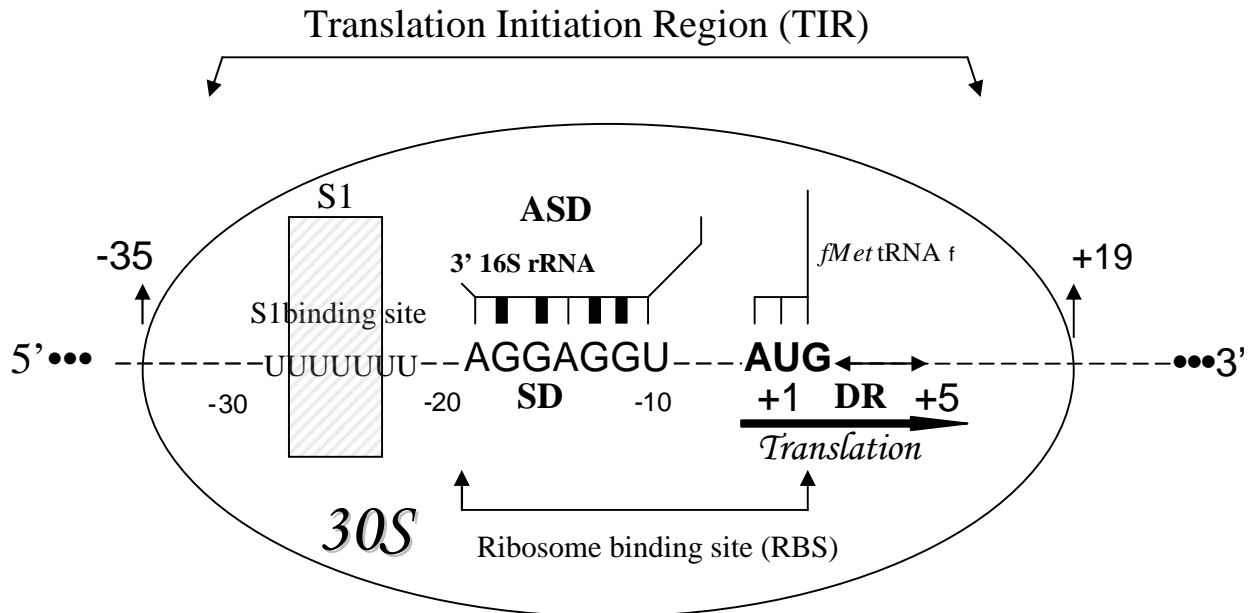 Translation Initiation Region (TIR)
S1
ASD
-35
3’ 16S rRNA
fMet tRNA f
+19
S1binding site
5’•••
UUUUUUU
AGGAGGU
AUG
•••3’
-30
-20
SD
-10
+1
DR
+5
Translation
30S
Ribosome binding site (RBS)